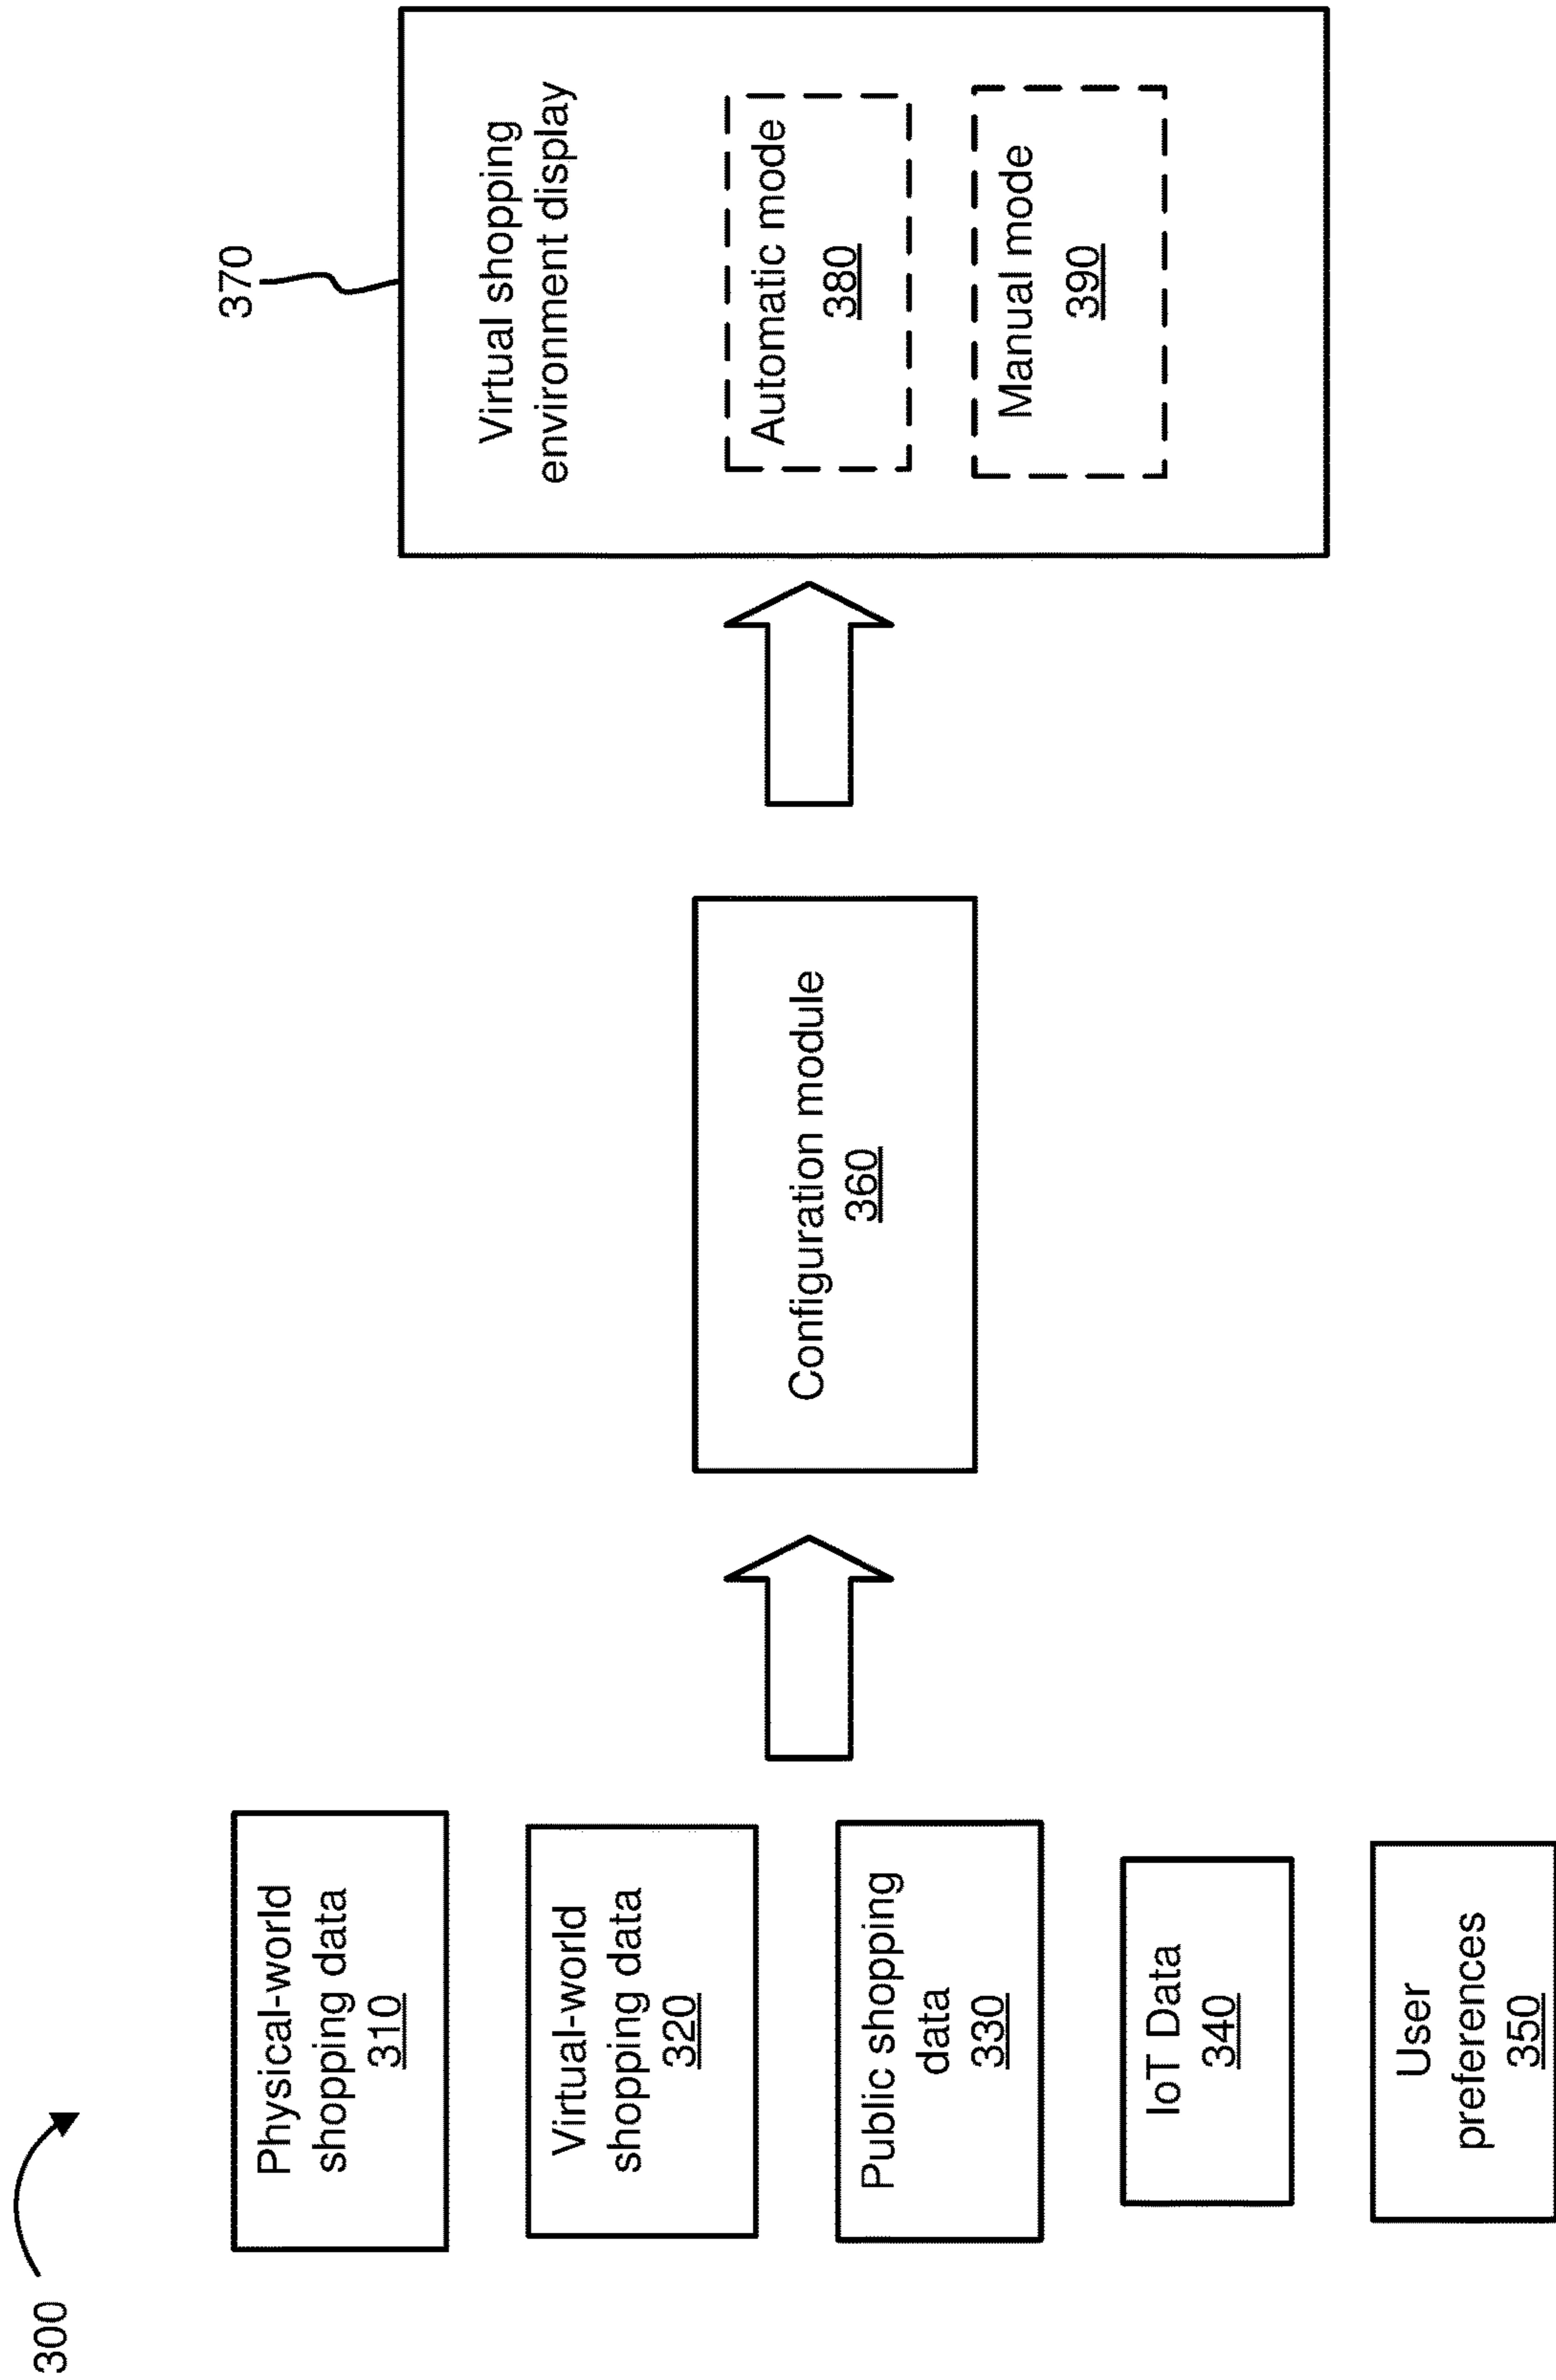 300
Physical-world
shopping data
310
Virtual-world
shopping data
320
Public shopping
data
330
IoT Data
340
User
preferences
350
Configuration module
360
370
Virtual shopping
environment display
Automatic mode
380
Manual mode
390